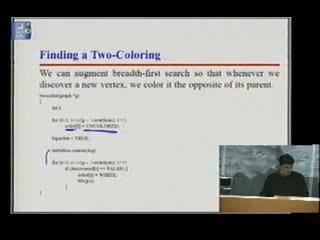 Finding a Two-Coloring
We can augment breadth-first search so that whenever we
discover a new vertex, we color it the opposite of its parent.
twocolor(graph *g)
{
int i;
for (i=1; i<=(g->nvertices); i++)
color[i] = UNCOLORED;
bipartite = TRUE;
initialize_search(&g);
for (i=1; i<=(g->nvertices); i++)
if (discovered[i] == FALSE) {
color[i] = WHITE;
bfs(g,i);
}